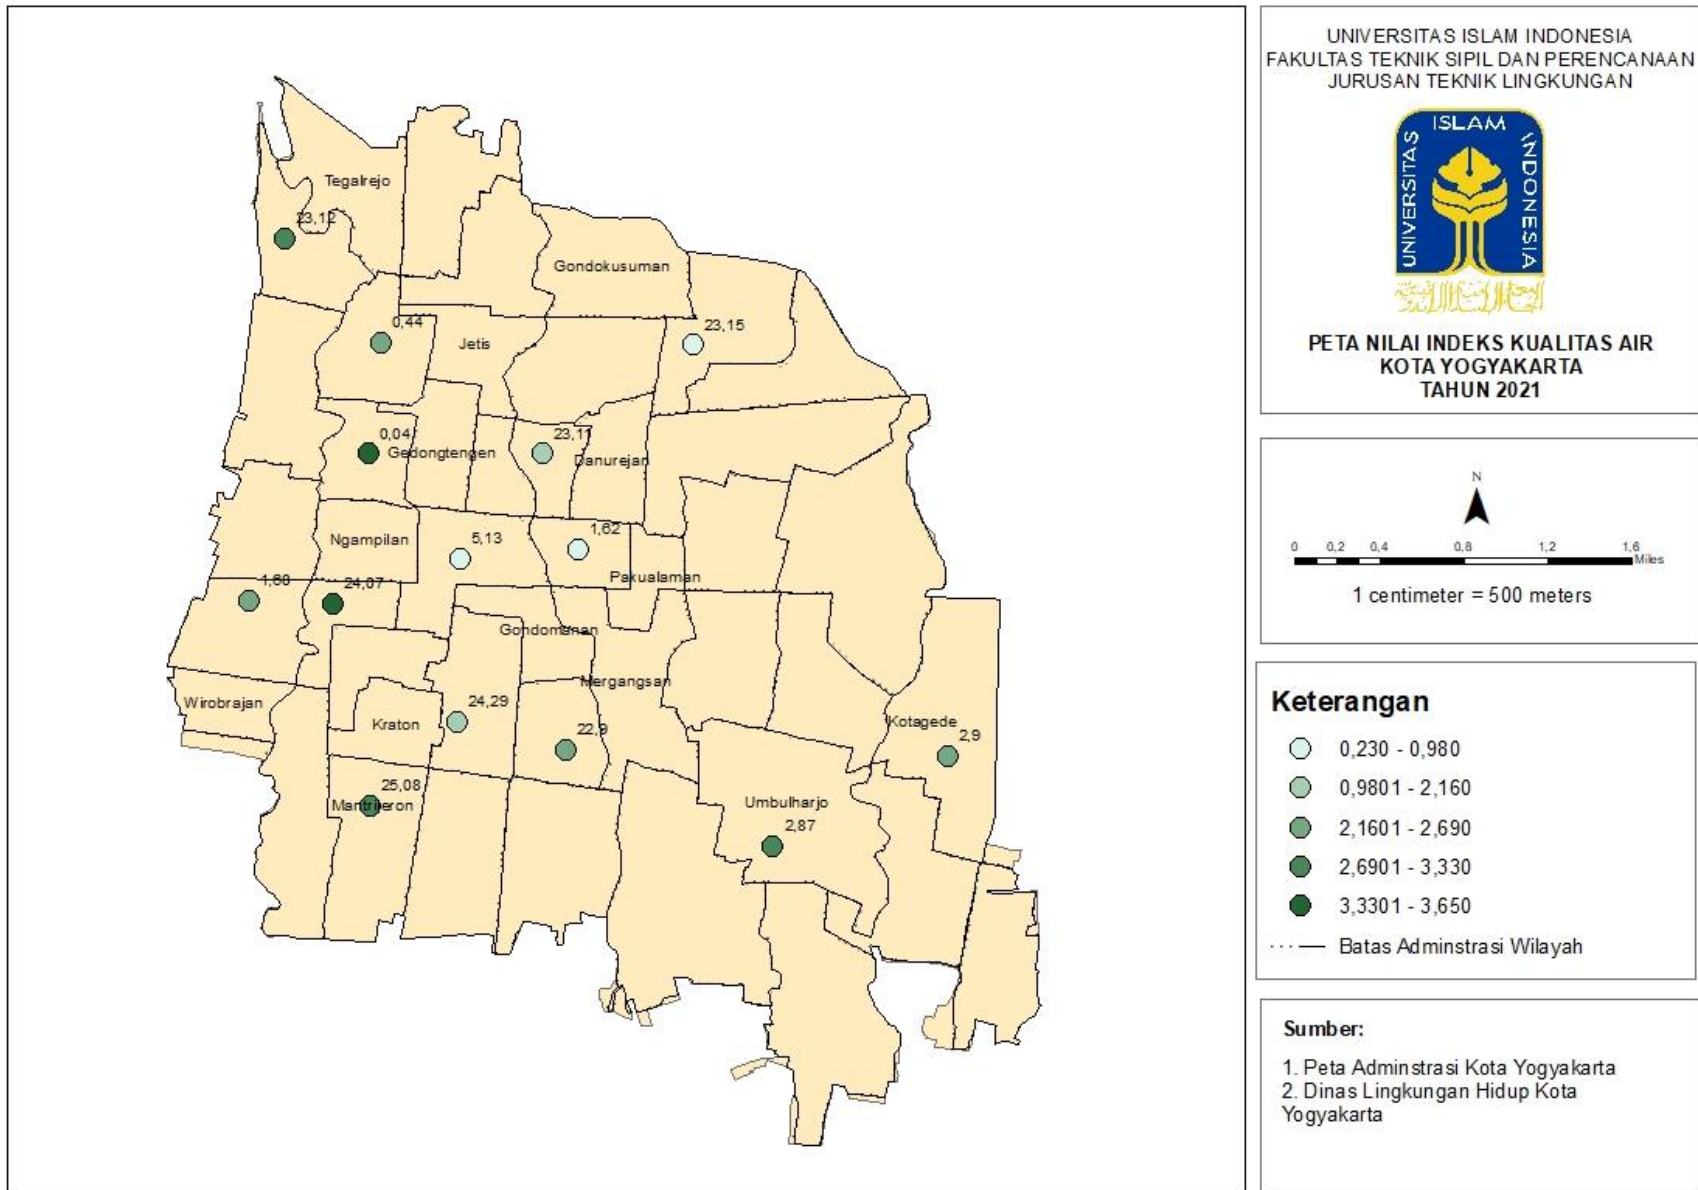 Tegalrejo
23,12
Gondokusuman
0,44
Jetis
23,15
0,04
Gedongtengen
23,11
Danurejan
Ngampilan
5,13
1,62
Pakualaman
1,68
24,07
Gondomanan
Mergangsan
Wirobrajan
Kraton
24,29
22,9
Kotagede
2,9
25,08
Mantrijeron
Umbulharjo
2,87
UNIVERSITAS ISLAM INDONESIA
FAKULTAS TEKNIK SIPIL DAN PERENCANAAN
JURUSAN TEKNIK LINGKUNGAN
UNIVERSITAS ISLAM INDONESIA
PETA NILAI INDEKS KUALITAS AIR
KOTA YOGYAKARTA
TAHUN 2021
N
0 0,2 0,4 0,8 1,2 1,6
Miles
1 centimeter = 500 meters
Keterangan
0,230 - 0,980
0,9801 - 2,160
2,1601 - 2,690
2,6901 - 3,330
3,3301 - 3,650
Batas Adminstrasi Wilayah
Sumber:
1. Peta Adminstrasi Kota Yogyakarta
2. Dinas Lingkungan Hidup Kota
Yogyakarta